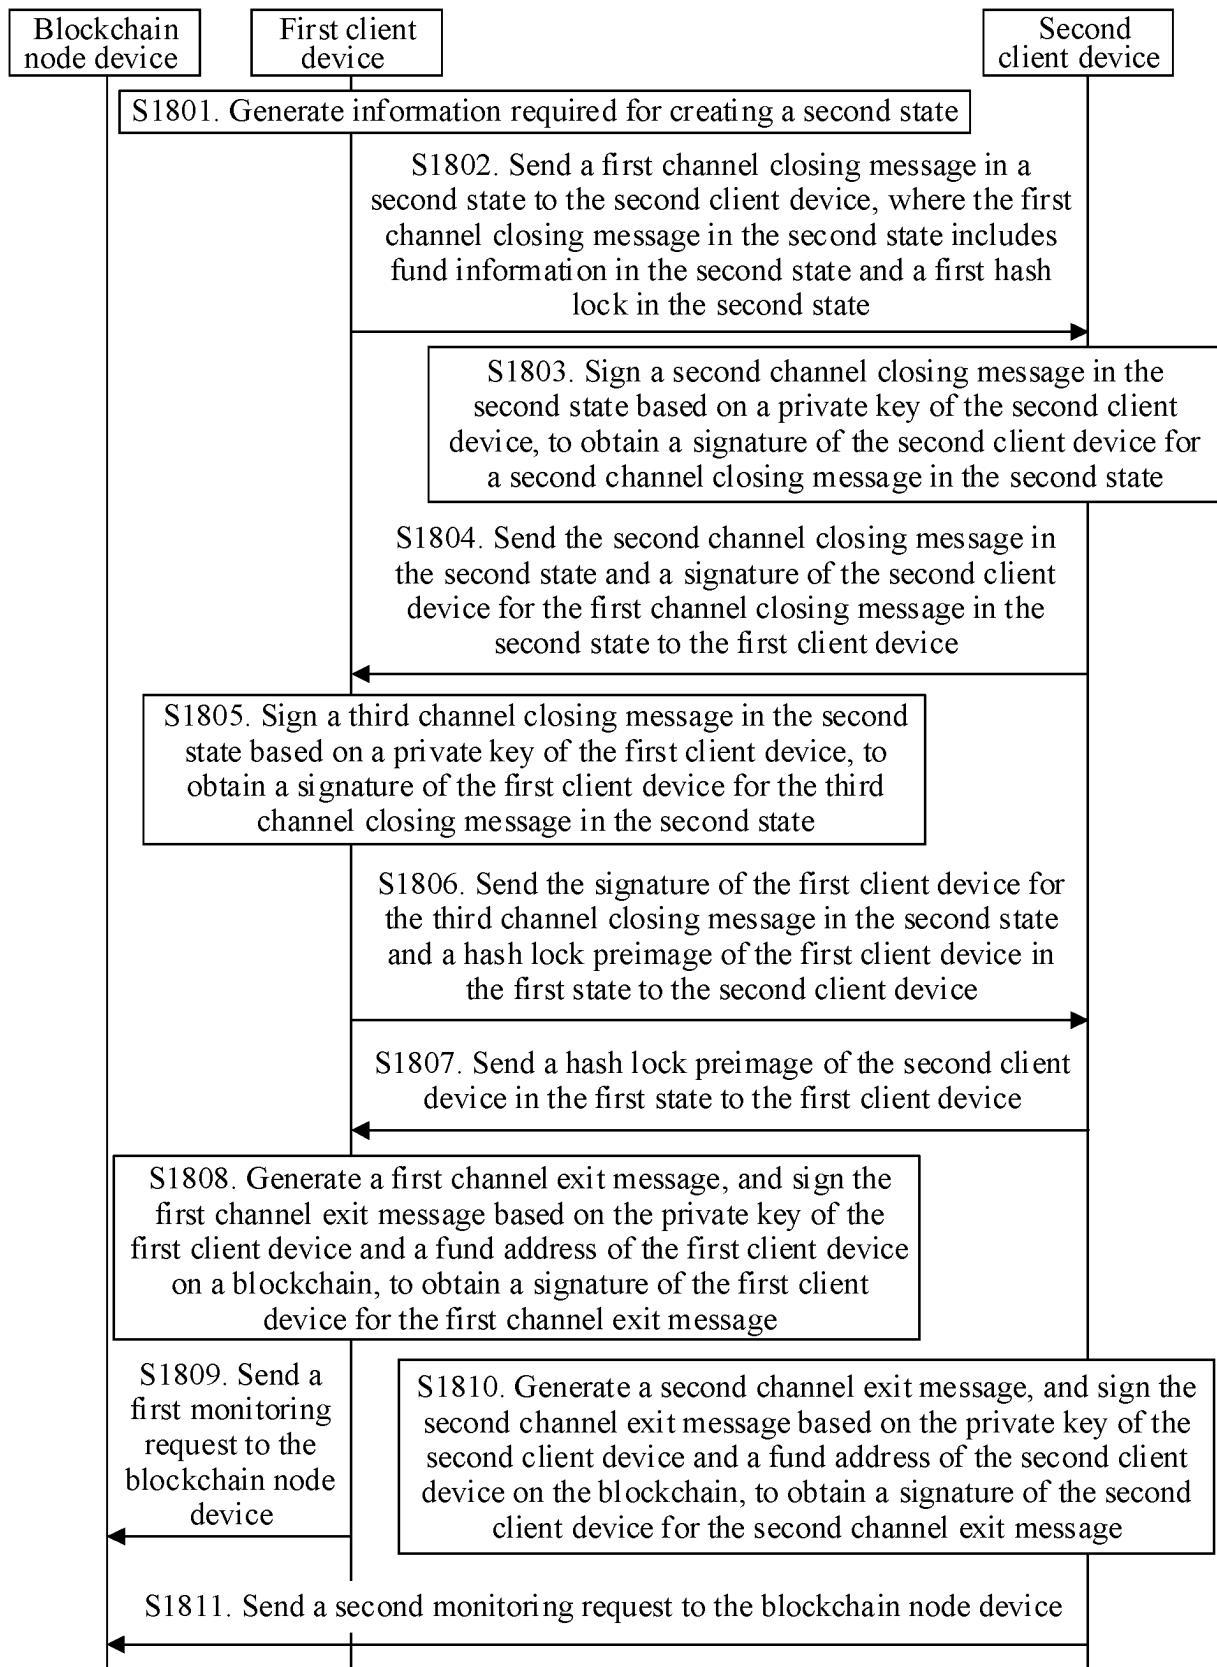 Blockchain
node device
First client
device
Second
client device
S1801. Generate information required for creating a second state
S1802. Send a first channel closing message in a
second state to the second client device, where the first
channel closing message in the second state includes
fund information in the second state and a first hash
lock in the second state
S1803. Sign a second channel closing message in the
second state based on a private key of the second client
device, to obtain a signature of the second client device for
a second channel closing message in the second state
S1804. Send the second channel closing message in
the second state and a signature of the second client
device for the first channel closing message in the
second state to the first client device
S1805. Sign a third channel closing message in the second
state based on a private key of the first client device, to
obtain a signature of the first client device for the third
channel closing message in the second state
S1806. Send the signature of the first client device for
the third channel closing message in the second state
and a hash lock preimage of the first client device in
the first state to the second client device
S1807. Send a hash lock preimage of the second client
device in the first state to the first client device
S1808. Generate a first channel exit message, and sign the
first channel exit message based on the private key of the
first client device and a fund address of the first client device
on a blockchain, to obtain a signature of the first client
device for the first channel exit message
S1809. Send a
first monitoring
request to the
blockchain node
device
S1810. Generate a second channel exit message, and sign the
second channel exit message based on the private key of the
second client device and a fund address of the second client
device on the blockchain, to obtain a signature of the second
client device for the second channel exit message
S1811. Send a second monitoring request to the blockchain node device